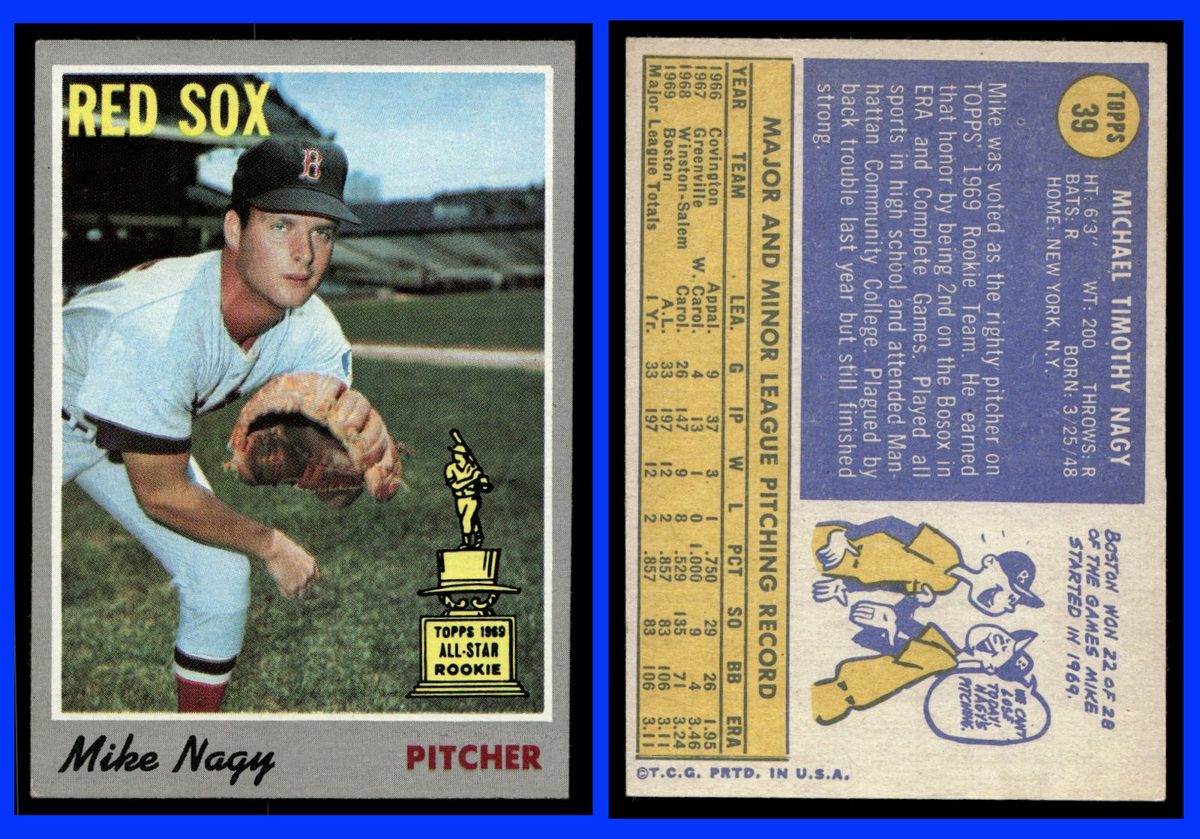 RED SOX
B
TOPPS 1969
ALL-STAR
ROOKIE
Mike Nagy
PITCHER
TOPPS
39
MICHAEL TIMOTHY NAGY
HT: 6'3" WT: 200 THROWS: R
BATS: R BORN: 3/25/48
HOME: NEW YORK, N.Y.
Mike was voted as the righty pitcher on
TOPPS' 1969 Rookie Team. He earned
that honor by being 2nd on the Bosox in
ERA and Complete Games. Played all
sports in high school and attended Man-
hattan Community College. Plagued by
back trouble last year but still finished
strong.
BOSTON WON 22 OF 28
OF THE GAMES MIKE
STARTED IN 1969.
B
B
WE CAN'T
LOSE
TODAY!
NAGY'S
PITCHING.
MAJOR AND MINOR LEAGUE PITCHING RECORD
YEAR TEAM LEA G IP W L PCT SO BB ERA
1966 Covington Appal. 9 37 3 1 .750 29 26 1.95
1967 Greenville W. Carol. 4 13 1 0 1.000 9 4 3.46
1968 Winston-Salem Carol. 26 147 9 8 .529 135 71 3.24
1969 Boston A.L. 33 197 12 2 .857 83 106 3.11
Major League Totals 1 Yr. 33 197 12 2 .857 83 106 3.11
©T.C.G. PRTD. IN U.S.A.